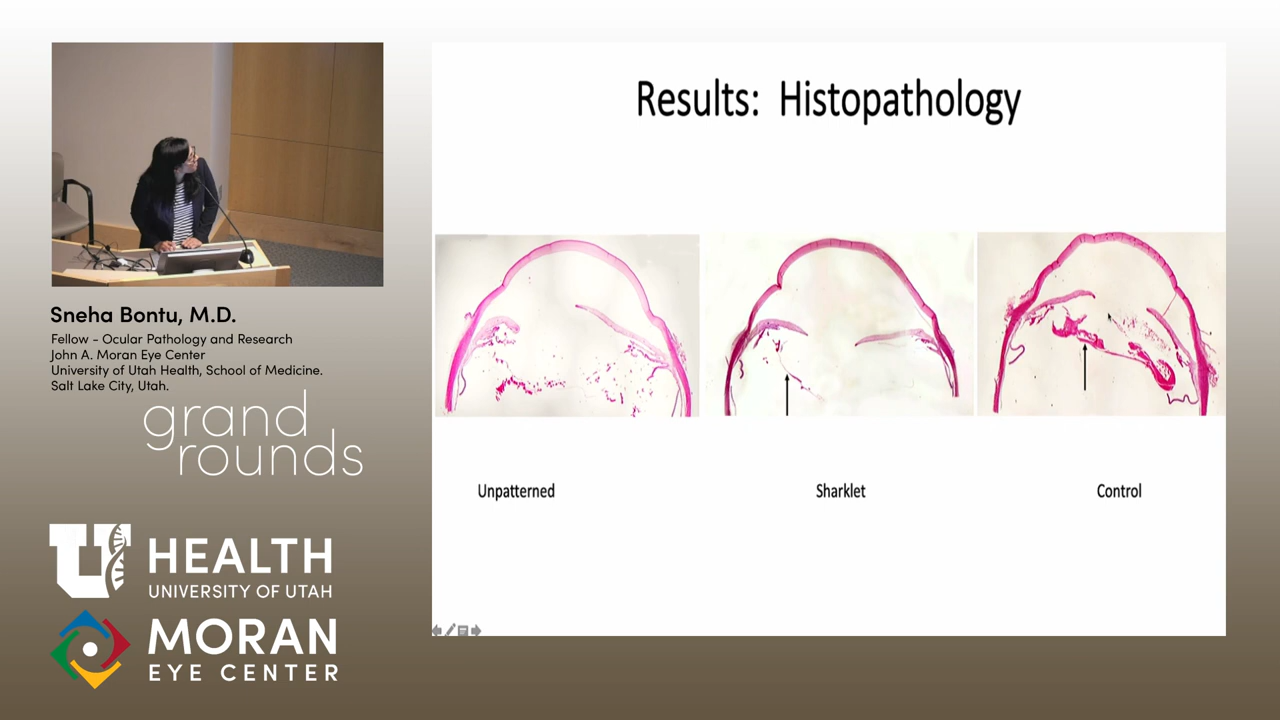 Results: Histopathology
Unpatterned
Sharklet
Control
Sneha Bontu, M.D.
Fellow - Ocular Pathology and Research
John A. Moran Eye Center
University of Utah Health, School of Medicine.
Salt Lake City, Utah.
grand
rounds
U HEALTH
UNIVERSITY OF UTAH
MORAN
EYE CENTER